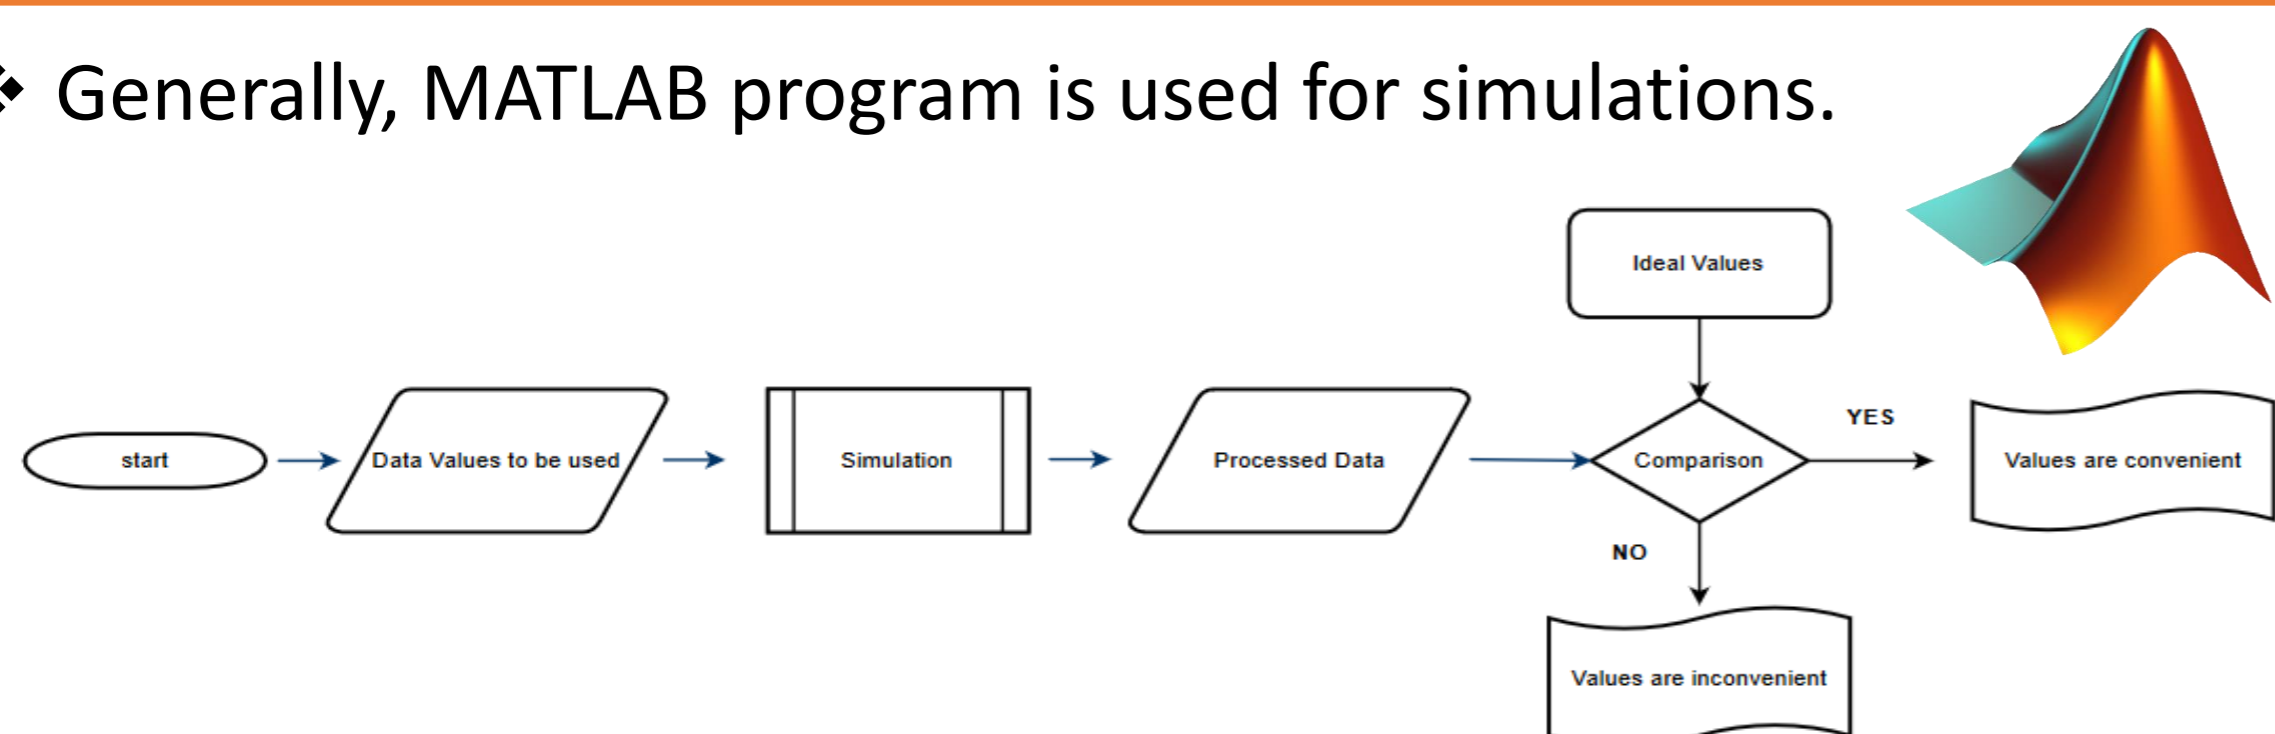 Generally, MATLAB program is used for simulations.
Ideal Values
YES
start
Data Values to be used
Simulation
Processed Data
Comparison
Values are convenient
NO
Values are inconvenient